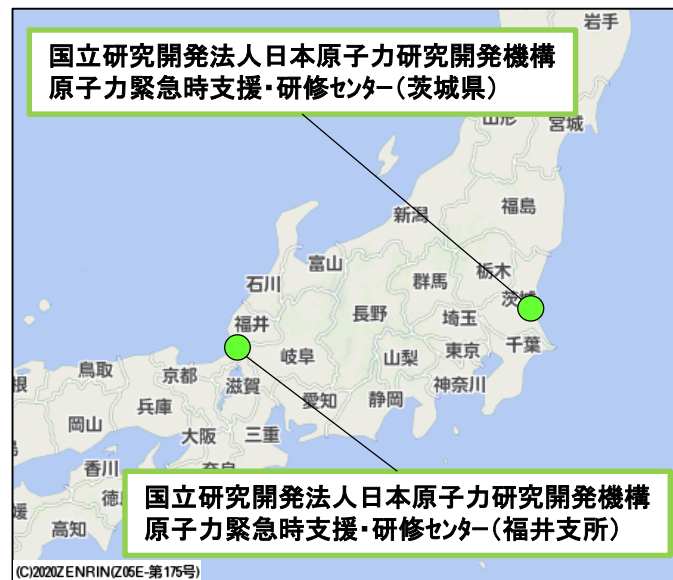 岩手
国立研究開発法人日本原子力研究開発機構
原子力緊急時支援・研修センター(茨城県)
山形
宮城
新潟
福島
富山
石川
栃木
群馬
茨城
長野
福井
埼玉
岐阜
山梨
東京
千葉
鳥取
京都
滋賀
神奈川
兵庫
愛知
静岡
岡山
大阪
三重
香川
国立研究開発法人日本原子力研究開発機構
原子力緊急時支援・研修センター(福井支所)
高知
(C)2020ZENRIN(Z05E-第175号)